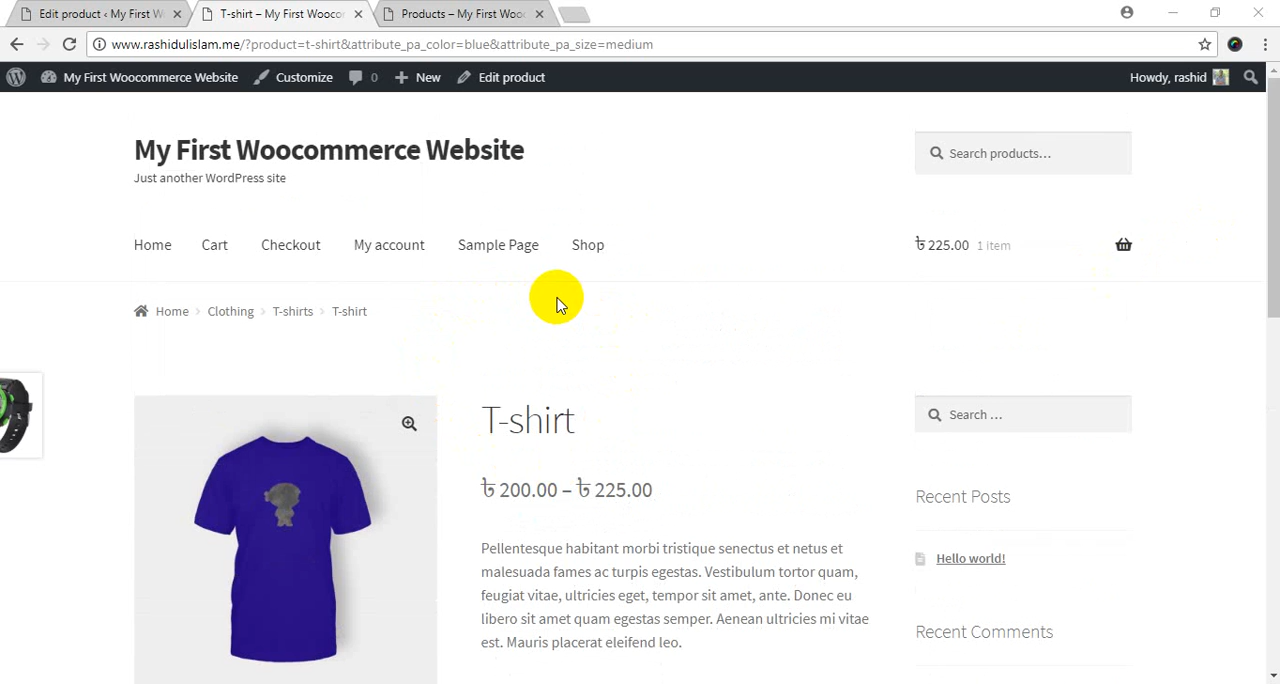 Edit product ‹ My First W
T-shirt – My First Woocor
Products – My First Woo
www.rashidulislam.me/?product=t-shirt&attribute_pa_color=blue&attribute_pa_size=medium
My First Woocommerce Website
Customize
0
New
Edit product
Howdy, rashid
My First Woocommerce Website
Just another WordPress site
Search products…
Home
Cart
Checkout
My account
Sample Page
Shop
৳ 225.00 1 item
Home › Clothing › T-shirts › T-shirt
T-shirt
৳ 200.00 – ৳ 225.00
Pellentesque habitant morbi tristique senectus et netus et
malesuada fames ac turpis egestas. Vestibulum tortor quam,
feugiat vitae, ultricies eget, tempor sit amet, ante. Donec eu
libero sit amet quam egestas semper. Aenean ultricies mi vitae
est. Mauris placerat eleifend leo.
Search …
Recent Posts
Hello world!
Recent Comments